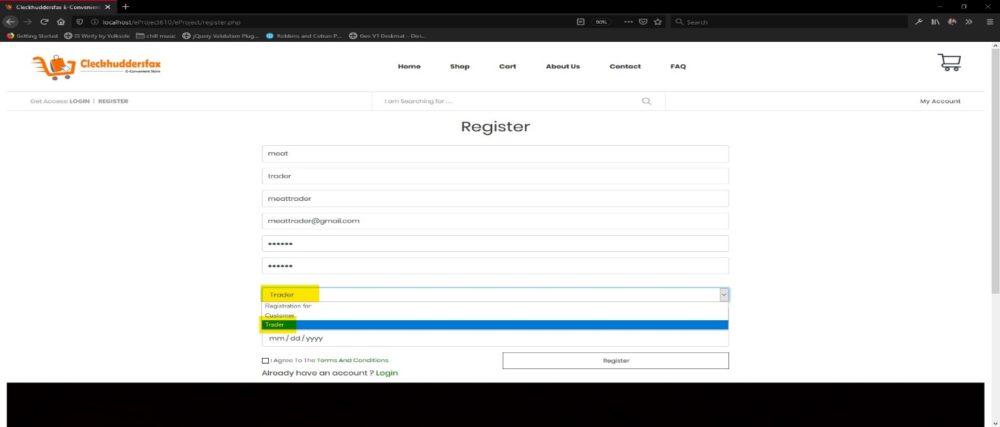 Cleckhuddersfax E-Convenient
localhost/eProject610/eProject/register.php
90%
Search
Getting Started
Wirify by Volkside
chill music
jQuery Validation Plug...
Robbins and Cotran P...
Geo VT Deskmat – Dixi...
Cleckhuddersfax
E-Convenient Store
Home
Shop
Cart
About Us
Contact
FAQ
Get Access: LOGIN | REGISTER
I am Searching for . . .
My Account
Register
meat
trader
meattrader
meattrader@gmail.com
••••••
••••••
Trader
Registration for:
Customer
Trader
mm / dd / yyyy
I Agree To The Terms And Conditions
Register
Already have an account ? Login